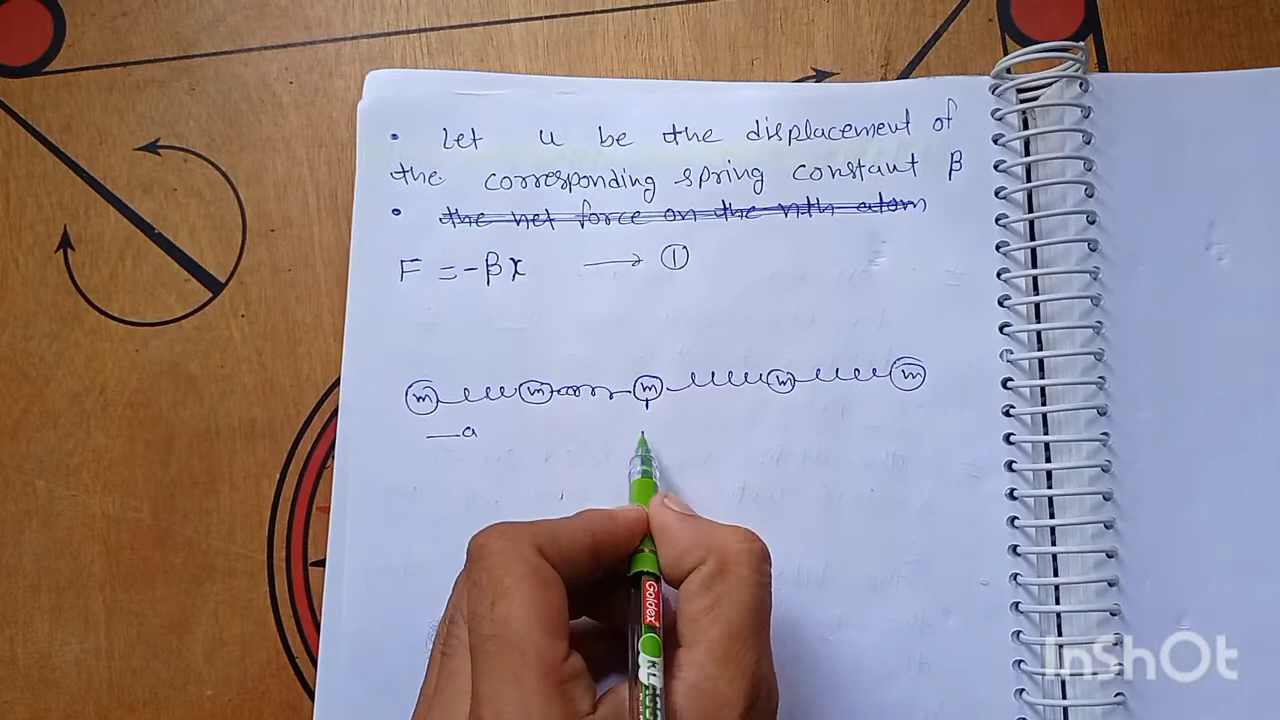 • Let u be the displacement of
the corresponding spring constant β
• the net force on the nth atom
F = -βx → ①
m m m m m
a
Goldex
KL
InShOt